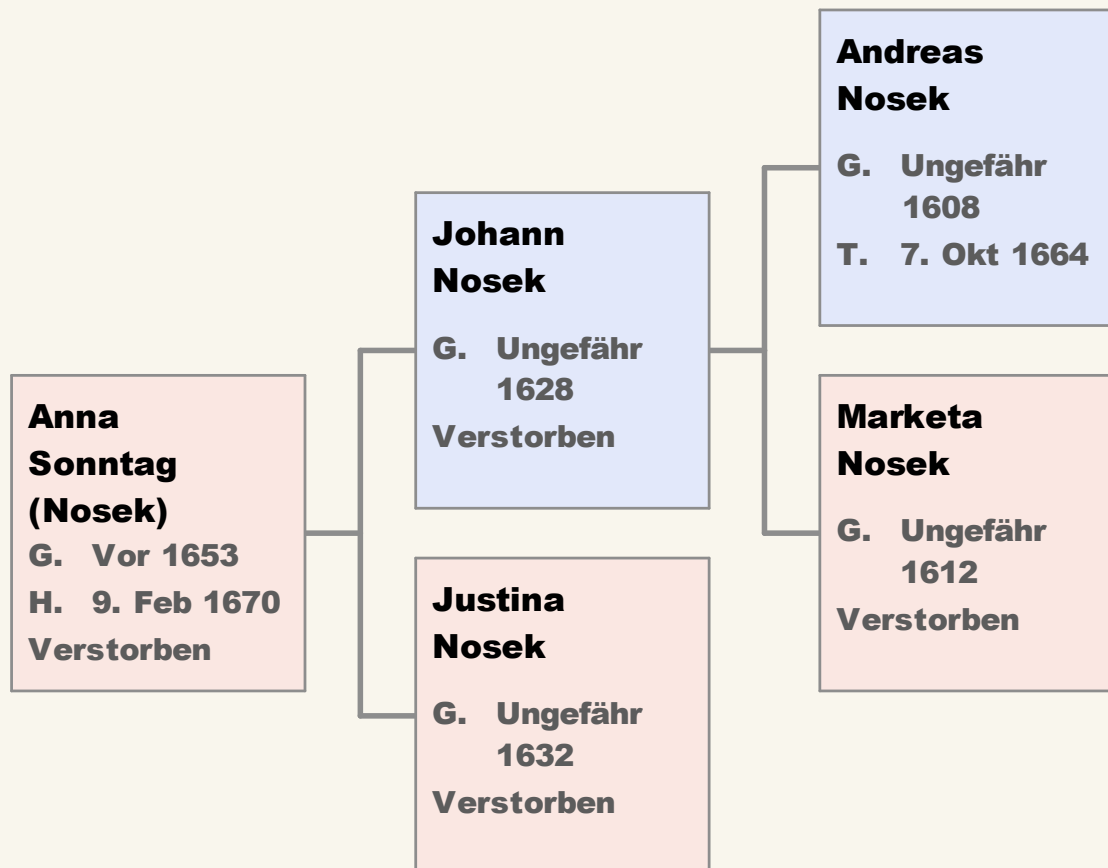 Anna
Sonntag
(Nosek)
G. Vor 1653
H. 9. Feb 1670
Verstorben
Johann
Nosek
G. Ungefähr
1628
Verstorben
Justina
Nosek
G. Ungefähr
1632
Verstorben
Andreas
Nosek
G. Ungefähr
1608
T. 7. Okt 1664
Marketa
Nosek
G. Ungefähr
1612
Verstorben